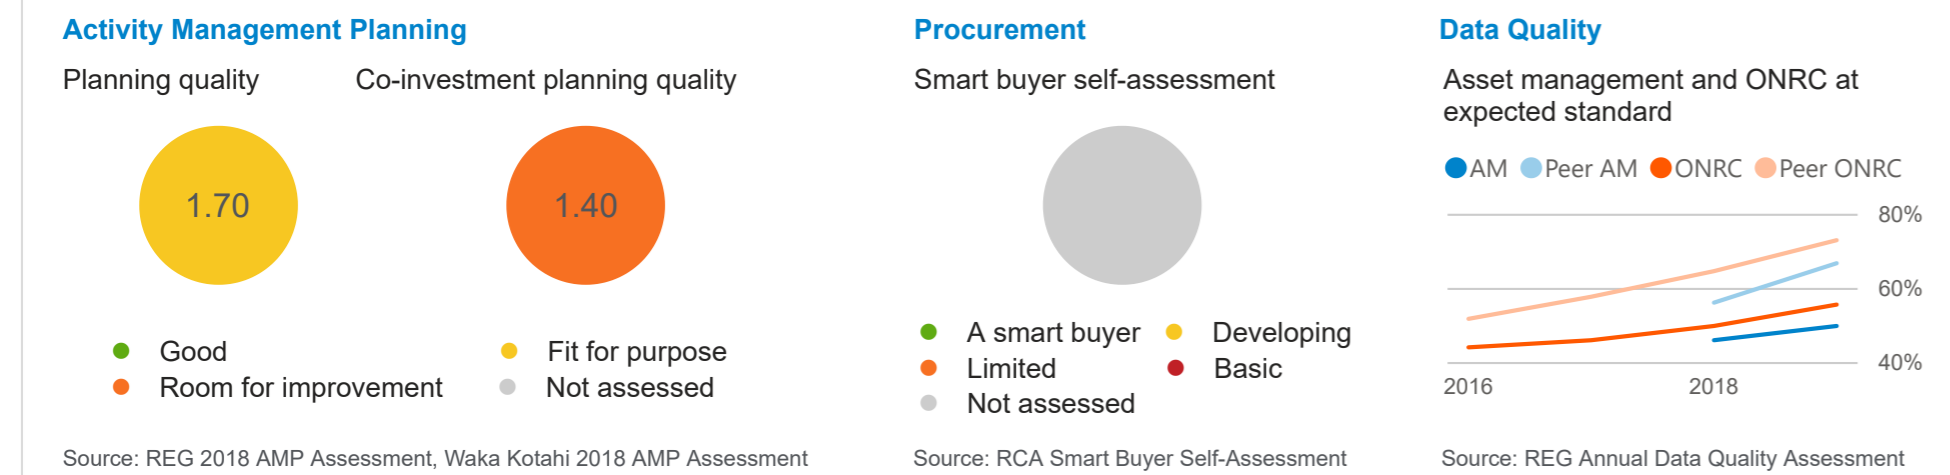 Activity Management Planning
Planning quality
Co-investment planning quality
1.70
1.40
Good
Fit for purpose
Room for improvement
Not assessed
Source: REG 2018 AMP Assessment, Waka Kotahi 2018 AMP Assessment
Procurement
Smart buyer self-assessment
A smart buyer
Developing
Limited
Basic
Not assessed
Source: RCA Smart Buyer Self-Assessment
Data Quality
Asset management and ONRC at
expected standard
AM Peer AM ONRC Peer ONRC
80%
60%
40%
2016 2018
Source: REG Annual Data Quality Assessment